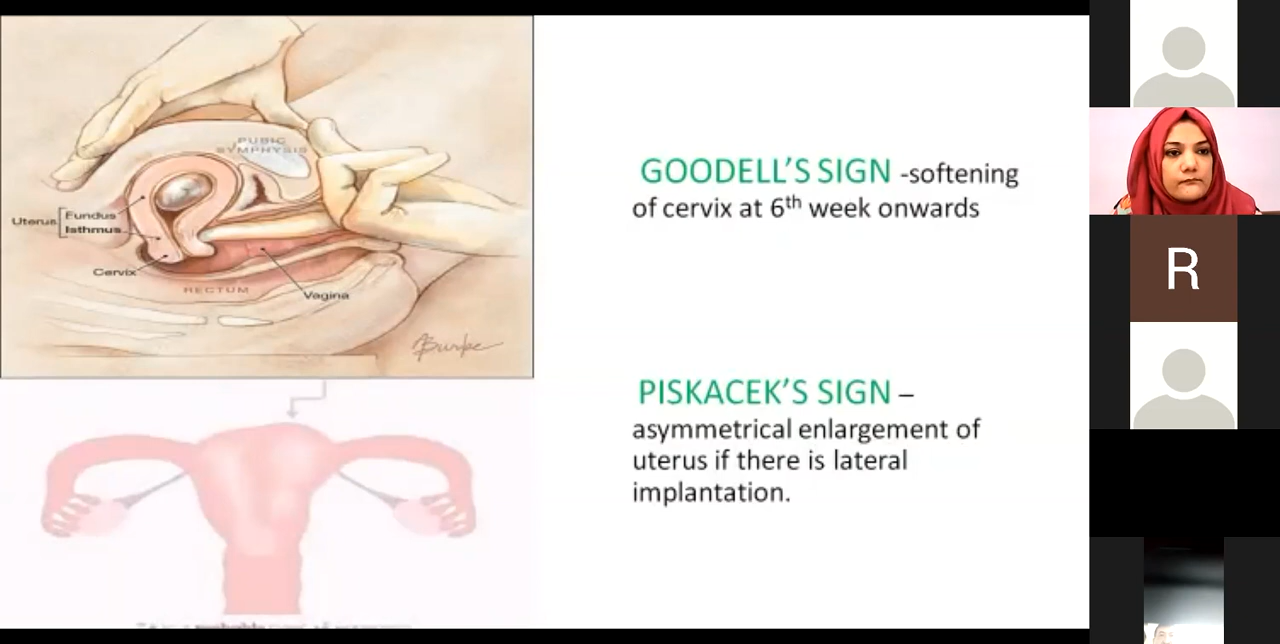 PUBIC
SYMPHYSIS
Uterus
Fundus
Isthmus
Cervix
RECTUM
Vagina
Burke
GOODELL’S SIGN -softening
of cervix at 6th week onwards
PISKACEK’S SIGN –
asymmetrical enlargement of
uterus if there is lateral
implantation.
R